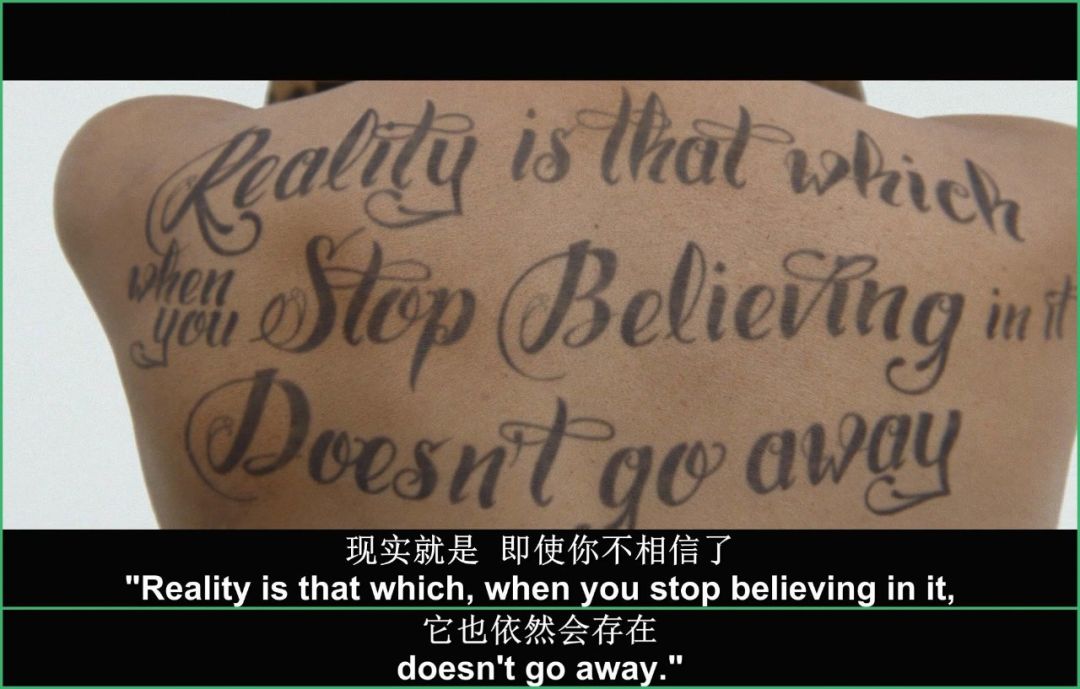 Reality is that which
when you Stop Believing in it
Doesn't go away
现实就是 即使你不相信了
"Reality is that which, when you stop believing in it,
它也依然会存在
doesn't go away."